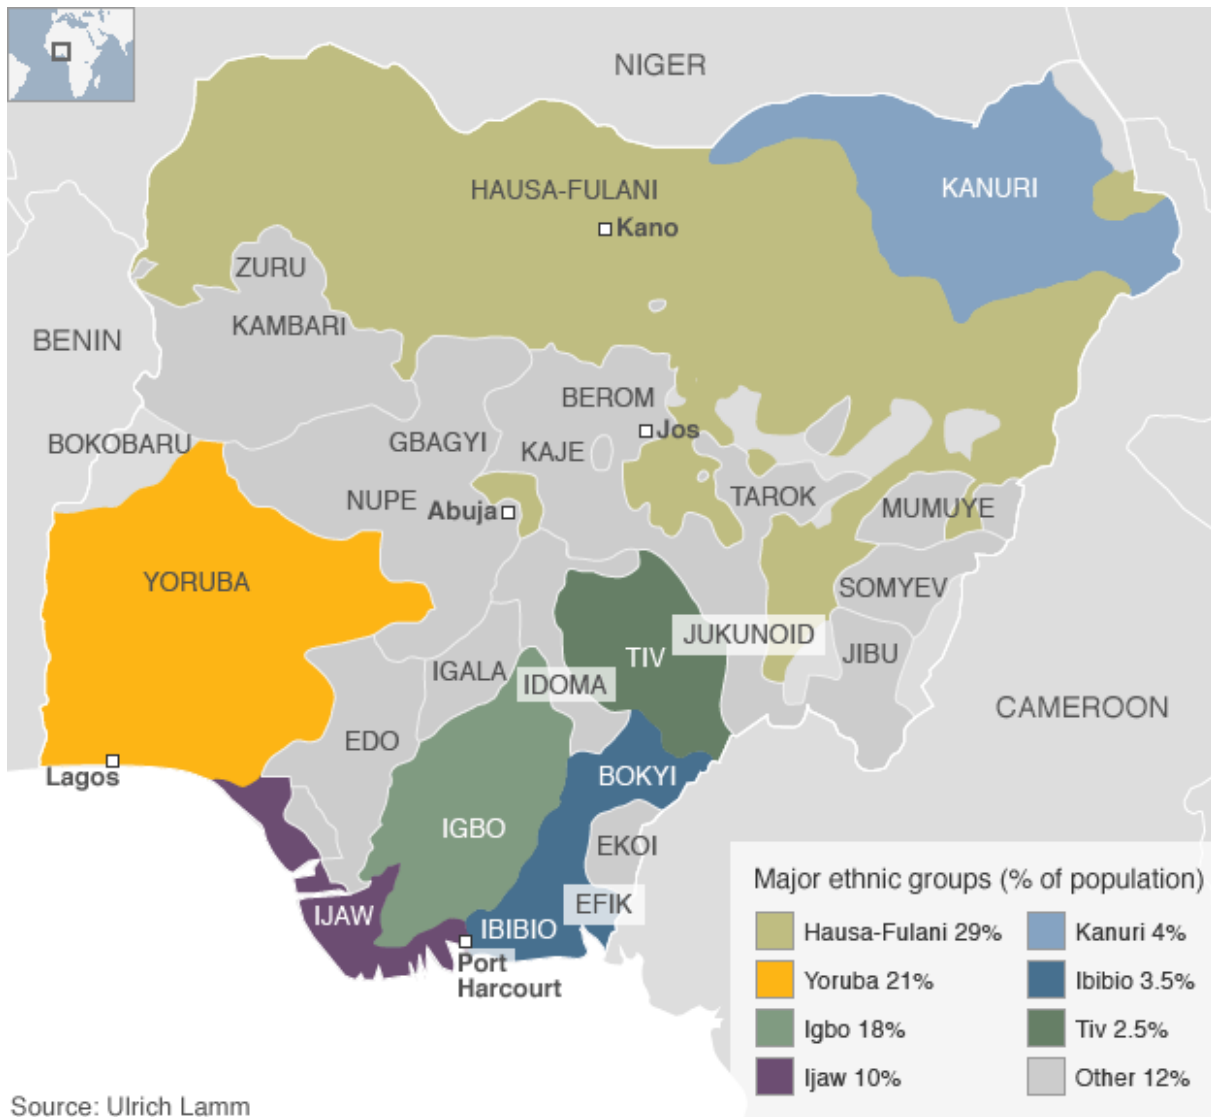 NIGER
HAUSA-FULANI
KANURI
Kano
ZURU
KAMBARI
BENIN
BEROM
BOKOBARU
GBAGYI
KAJE
Jos
NUPE
Abuja
TAROK
MUMUYE
YORUBA
SOMYEV
JUKUNOID
TIV
JIBU
IGALA
IDOMA
CAMEROON
EDO
Lagos
BOKYI
IGBO
EKOI
EFIK
IJAW
IBIBIO
Port
Harcourt
Major ethnic groups (% of population)
Hausa-Fulani 29%
Yoruba 21%
Igbo 18%
Ijaw 10%
Kanuri 4%
Ibibio 3.5%
Tiv 2.5%
Other 12%
Source: Ulrich Lamm